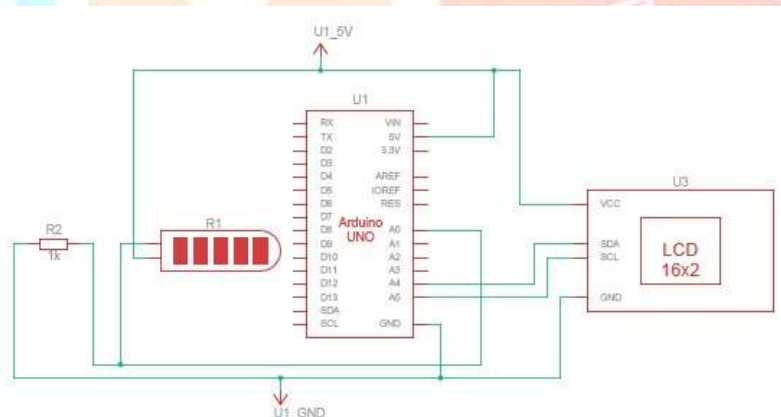 U1_5V
U1
RX
TX
D2
D3
D4
D5
D6
D7
D8
D9
D10
D11
D12
D13
SDA
SCL
VIN
5V
3.3V
AREF
IOREF
RES
A0
A1
A2
A3
A4
A5
GND
Arduino
UNO
R2
1k
R1
U3
VCC
SDA
SCL
GND
LCD
16x2
U1_GND